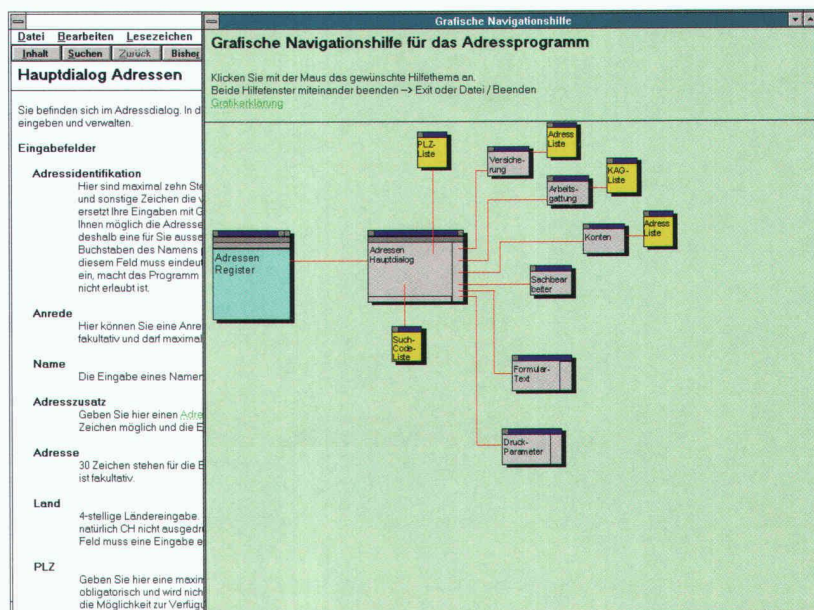 Grafische Navigationshilfe
Datei Bearbeiten Lesezeichen
Inhalt Suchen Zurück
Hauptdialog Adressen
Sie befinden sich im Adressdialog. In d
eingeben und verwalten.
Eingabefelder
Adressidentifikation
Hier sind maximal zehn Ste
und sonstige Zeichen die v
ersetzt Ihre Eingaben mit G
Ihnen möglich die Adresse
deshalb eine für Sie aussa
Buchstaben des Namens
diesem Feld muss eindeut
ein, macht das Programm
nicht erlaubt ist.
Anrede
Hier können Sie eine Anre
fakultativ und darf maximal
Name
Die Eingabe eines Namen
Adresszusatz
Geben Sie hier einen Adre
Zeichen möglich und die E
Adresse
30 Zeichen stehen für die E
ist fakultativ.
Land
4-stellige Ländereingabe.
natürlich CH nicht ausgedr
Feld muss eine Eingabe e
PLZ
Geben Sie hier eine maxim
obligatorisch und wird nich
die Möglichkeit zur Verfügu
Grafische Navigationshilfe für das Adressprogramm
Klicken Sie mit der Maus das gewünschte Hilfethema an.
Beide Hilfefenster miteinander beenden --> Exit oder Datei / Beenden
Grafikerklärung
PLZ-
Liste
Versiche-
rung
Adress
Liste
Arbeits-
gattung
KAG-
Liste
Konten
Adress
Liste
Adressen
Register
Adressen
Hauptdialog
Sachbear
beiter
Such-
Code-
Liste
Formular-
Text
Druck-
Parameter